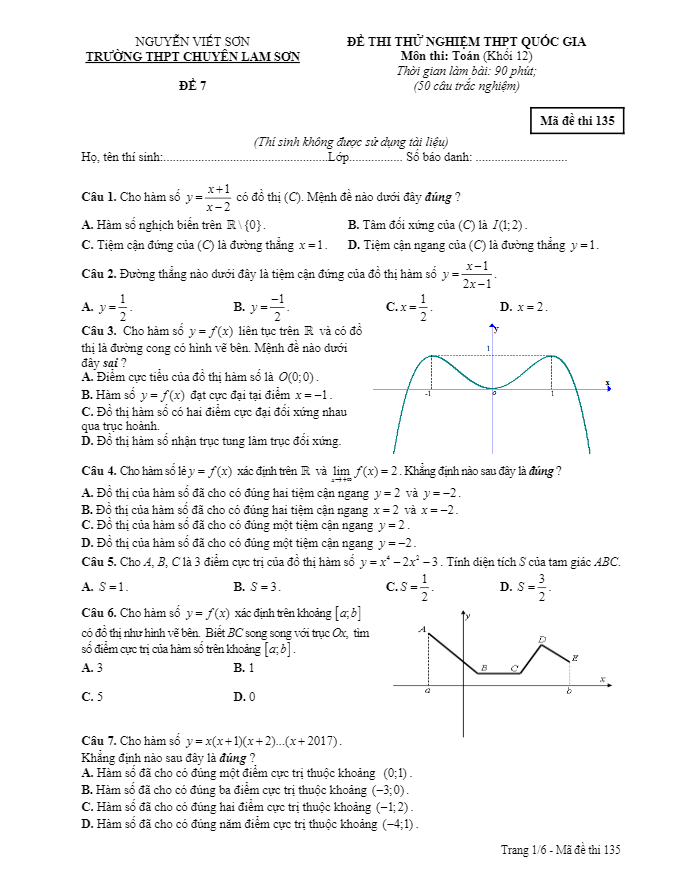 NGUYỄN VIẾT SƠN
TRƯỜNG THPT CHUYÊN LAM SƠN
ĐỀ 7
ĐỀ THI THỬ NGHIỆM THPT QUỐC GIA
Môn thi: Toán (Khối 12)
Thời gian làm bài: 90 phút;
(50 câu trắc nghiệm)
Mã đề thi 135
(Thí sinh không được sử dụng tài liệu)
Họ, tên thí sinh:..................................................Lớp................ Số báo danh: ............................
Câu 1. Cho hàm số y = (x+1)/(x−2) có đồ thị (C). Mệnh đề nào dưới đây đúng ?
A. Hàm số nghịch biến trên ℝ\{0}. B. Tâm đối xứng của (C) là I(1;2).
C. Tiệm cận đứng của (C) là đường thẳng x = 1. D. Tiệm cận ngang của (C) là đường thẳng y = 1.
Câu 2. Đường thẳng nào dưới đây là tiệm cận đứng của đồ thị hàm số y = (x−1)/(2x−1).
A. y = 1/2. B. y = −1/2. C. x = 1/2. D. x = 2.
Câu 3. Cho hàm số y = f(x) liên tục trên ℝ và có đồ
thị là đường cong có hình vẽ bên. Mệnh đề nào dưới
đây sai ?
A. Điểm cực tiểu của đồ thị hàm số là O(0;0).
B. Hàm số y = f(x) đạt cực đại tại điểm x = −1.
C. Đồ thị hàm số có hai điểm cực đại đối xứng nhau
qua trục hoành.
D. Đồ thị hàm số nhận trục tung làm trục đối xứng.
y
1
x
-1 0 1
Câu 4. Cho hàm số lẻ y = f(x) xác định trên ℝ và lim x→+∞ f(x) = 2. Khẳng định nào sau đây là đúng ?
A. Đồ thị của hàm số đã cho có đúng hai tiệm cận ngang y = 2 và y = −2.
B. Đồ thị của hàm số đã cho có đúng hai tiệm cận ngang x = 2 và x = −2.
C. Đồ thị của hàm số đã cho có đúng một tiệm cận ngang y = 2.
D. Đồ thị của hàm số đã cho có đúng một tiệm cận ngang y = −2.
Câu 5. Cho A, B, C là 3 điểm cực trị của đồ thị hàm số y = x⁴ − 2x² − 3. Tính diện tích S của tam giác ABC.
A. S = 1. B. S = 3. C. S = 1/2. D. S = 3/2.
Câu 6. Cho hàm số y = f(x) xác định trên khoảng [a;b]
có đồ thị như hình vẽ bên. Biết BC song song với trục Ox, tìm
số điểm cực trị của hàm số trên khoảng [a;b].
A. 3 B. 1
C. 5 D. 0
y
A
D
E
B C
x
a b
Câu 7. Cho hàm số y = x(x+1)(x+2)...(x+2017).
Khẳng định nào sau đây là đúng ?
A. Hàm số đã cho có đúng một điểm cực trị thuộc khoảng (0;1).
B. Hàm số đã cho có đúng ba điểm cực trị thuộc khoảng (−3;0).
C. Hàm số đã cho có đúng hai điểm cực trị thuộc khoảng (−1;2).
D. Hàm số đã cho có đúng năm điểm cực trị thuộc khoảng (−4;1).
Trang 1/6 - Mã đề thi 135